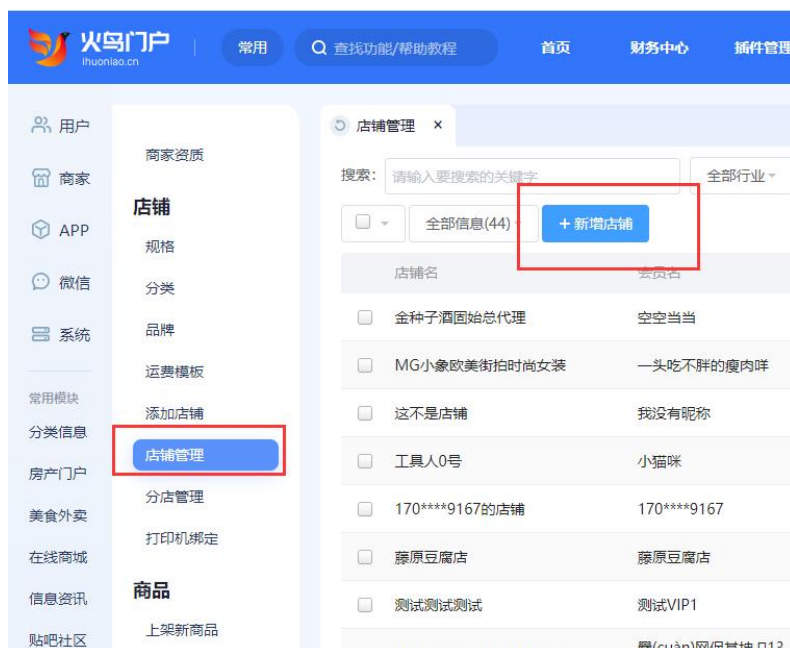 火鸟门户
ihuoniao.cn
常用
查找功能/帮助教程
首页
财务中心
插件管理
用户
商家
APP
微信
系统
常用模块
分类信息
房产门户
美食外卖
在线商城
信息资讯
贴吧社区
商家资质
店铺
规格
分类
品牌
运费模板
添加店铺
店铺管理
分店管理
打印机绑定
商品
上架新商品
店铺管理 ×
搜索: 请输入要搜索的关键字 全部行业
全部信息(44) +新增店铺
店铺名 会员名
金种子酒固始总代理 空空当当
MG小象欧美街拍时尚女装 一头吃不胖的瘦肉咩
这不是店铺 我没有昵称
工具人0号 小猫咪
170****9167的店铺 170****9167
藤原豆腐店 藤原豆腐店
测试测试测试 测试VIP1